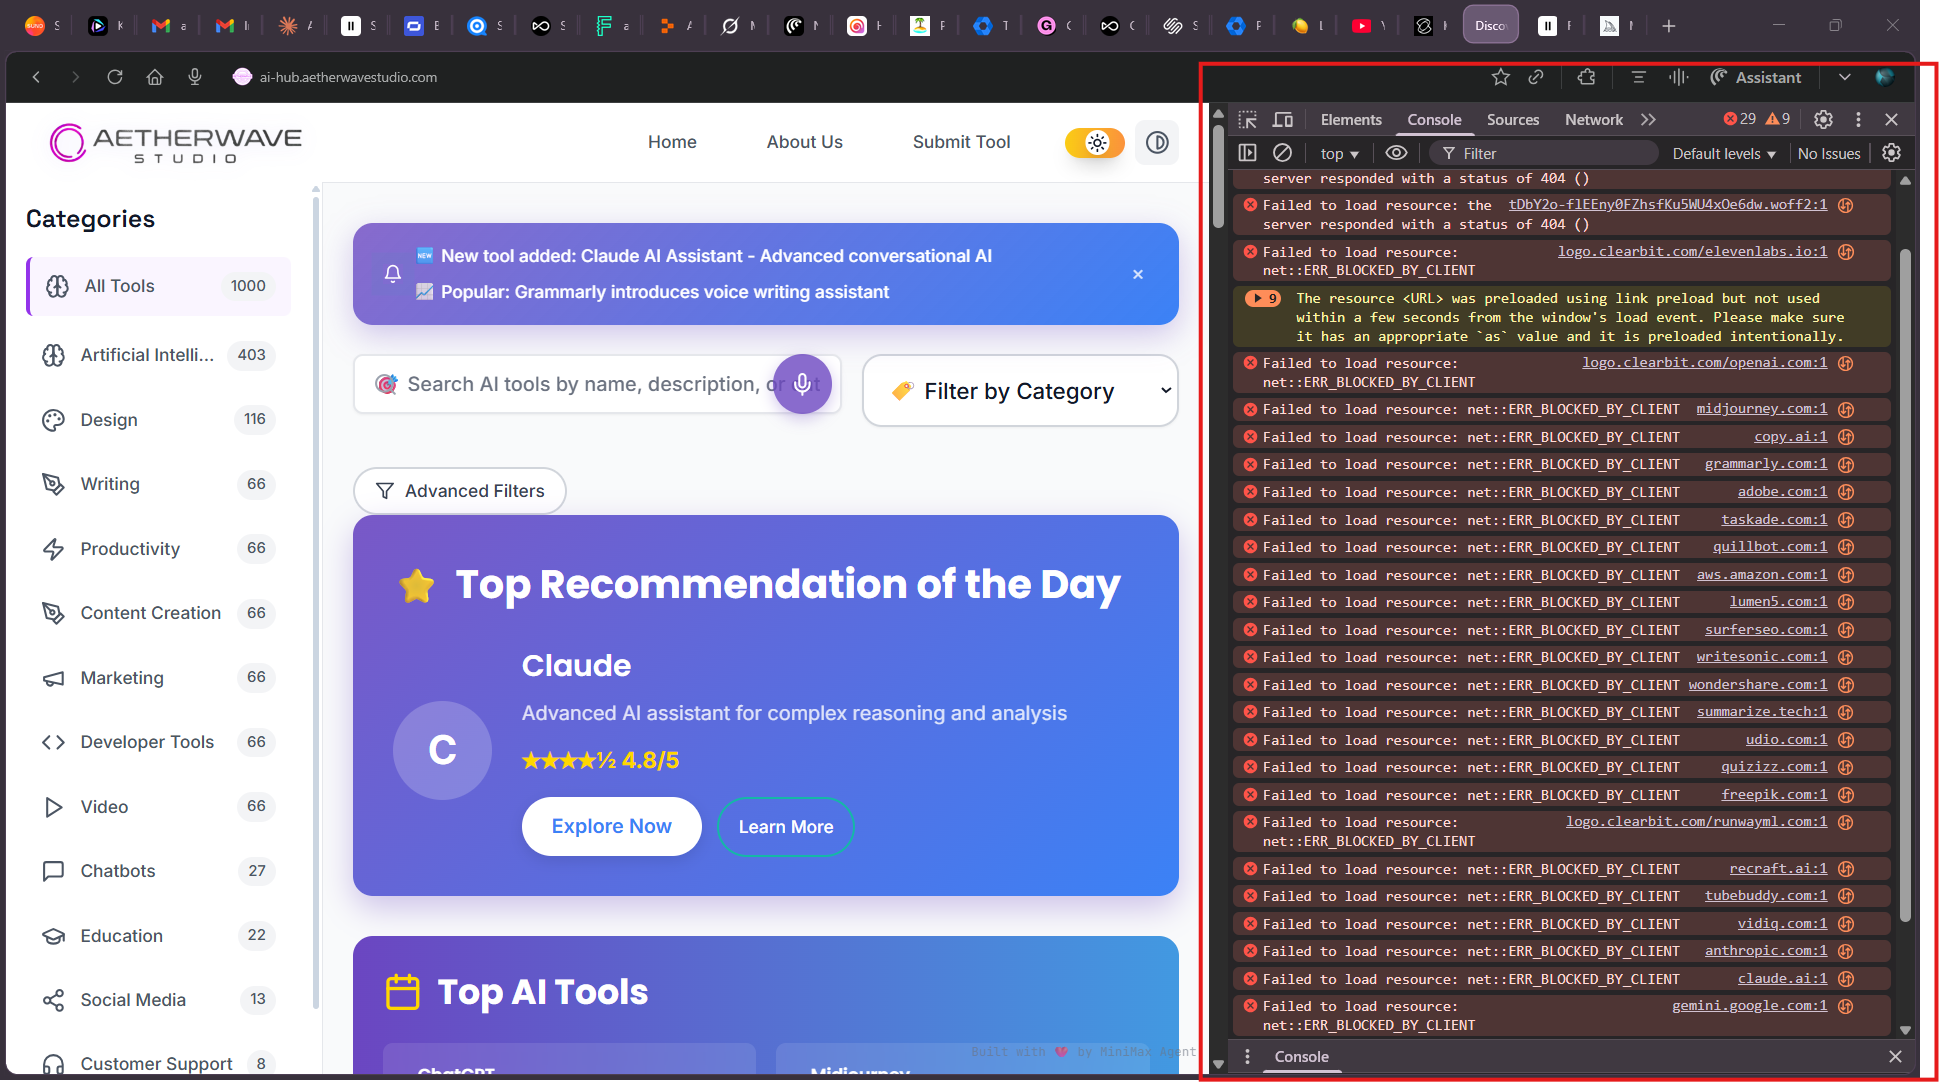 Disco
ai-hub.aetherwavestudio.com
Assistant
AETHERWAVE
STUDIO
Home
About Us
Submit Tool
Categories
All Tools
1000
Artificial Intelli...
403
Design
116
Writing
66
Productivity
66
Content Creation
66
Marketing
66
Developer Tools
66
Video
66
Chatbots
27
Education
22
Social Media
13
Customer Support
8
New tool added: Claude AI Assistant - Advanced conversational AI
Popular: Grammarly introduces voice writing assistant
Search AI tools by name, description, or
Filter by Category
Advanced Filters
Top Recommendation of the Day
C
Claude
Advanced AI assistant for complex reasoning and analysis
★★★★½ 4.8/5
Explore Now
Learn More
Top AI Tools
ChatGPT
Midjourney
Built with by MiniMax Agent
Elements
Console
Sources
Network
29
9
top
Filter
Default levels
No Issues
server responded with a status of 404 ()
Failed to load resource: the tDbY2o-flEEny0FZhsfKu5WU4xOe6dw.woff2:1
server responded with a status of 404 ()
Failed to load resource: logo.clearbit.com/elevenlabs.io:1
net::ERR_BLOCKED_BY_CLIENT
9 The resource <URL> was preloaded using link preload but not used
within a few seconds from the window's load event. Please make sure
it has an appropriate `as` value and it is preloaded intentionally.
Failed to load resource: logo.clearbit.com/openai.com:1
net::ERR_BLOCKED_BY_CLIENT
Failed to load resource: net::ERR_BLOCKED_BY_CLIENT midjourney.com:1
Failed to load resource: net::ERR_BLOCKED_BY_CLIENT copy.ai:1
Failed to load resource: net::ERR_BLOCKED_BY_CLIENT grammarly.com:1
Failed to load resource: net::ERR_BLOCKED_BY_CLIENT adobe.com:1
Failed to load resource: net::ERR_BLOCKED_BY_CLIENT taskade.com:1
Failed to load resource: net::ERR_BLOCKED_BY_CLIENT quillbot.com:1
Failed to load resource: net::ERR_BLOCKED_BY_CLIENT aws.amazon.com:1
Failed to load resource: net::ERR_BLOCKED_BY_CLIENT lumen5.com:1
Failed to load resource: net::ERR_BLOCKED_BY_CLIENT surferseo.com:1
Failed to load resource: net::ERR_BLOCKED_BY_CLIENT writesonic.com:1
Failed to load resource: net::ERR_BLOCKED_BY_CLIENT wondershare.com:1
Failed to load resource: net::ERR_BLOCKED_BY_CLIENT summarize.tech:1
Failed to load resource: net::ERR_BLOCKED_BY_CLIENT udio.com:1
Failed to load resource: net::ERR_BLOCKED_BY_CLIENT quizizz.com:1
Failed to load resource: net::ERR_BLOCKED_BY_CLIENT freepik.com:1
Failed to load resource: logo.clearbit.com/runwayml.com:1
net::ERR_BLOCKED_BY_CLIENT
Failed to load resource: net::ERR_BLOCKED_BY_CLIENT recraft.ai:1
Failed to load resource: net::ERR_BLOCKED_BY_CLIENT tubebuddy.com:1
Failed to load resource: net::ERR_BLOCKED_BY_CLIENT vidiq.com:1
Failed to load resource: net::ERR_BLOCKED_BY_CLIENT anthropic.com:1
Failed to load resource: net::ERR_BLOCKED_BY_CLIENT claude.ai:1
Failed to load resource: gemini.google.com:1
net::ERR_BLOCKED_BY_CLIENT
Console